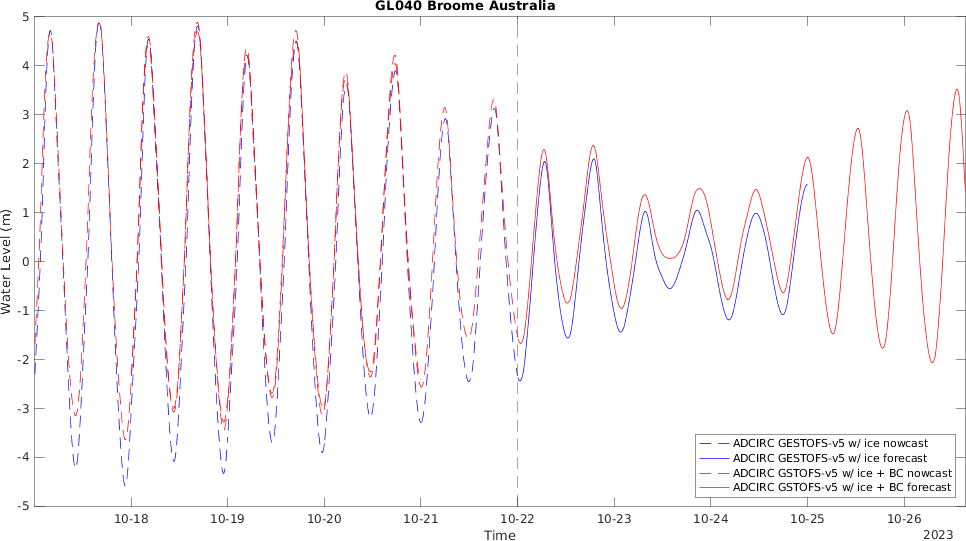 GL040 Broome Australia
5
4
3
2
1
0
-1
-2
-3
-4
-5
Water Level (m)
ADCIRC GESTOFS-v5 w/ ice nowcast
ADCIRC GESTOFS-v5 w/ ice forecast
ADCIRC GSTOFS-v5 w/ ice + BC nowcast
ADCIRC GSTOFS-v5 w/ ice + BC forecast
10-18 10-19 10-20 10-21 10-22 10-23 10-24 10-25 10-26
Time
2023